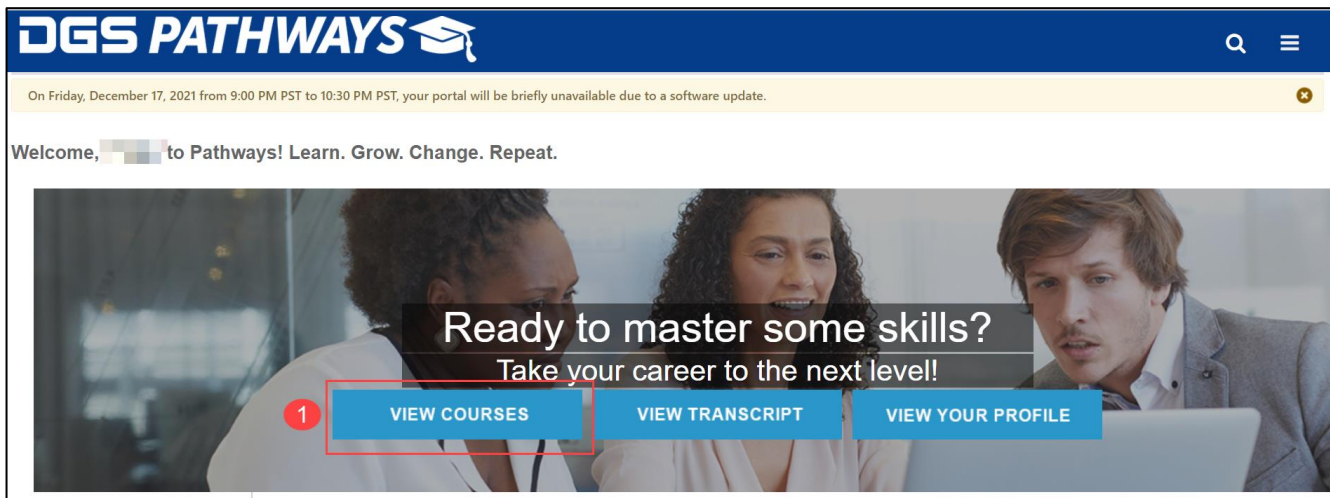 DGS PATHWAYS
On Friday, December 17, 2021 from 9:00 PM PST to 10:30 PM PST, your portal will be briefly unavailable due to a software update.
Welcome, to Pathways! Learn. Grow. Change. Repeat.
Ready to master some skills?
Take your career to the next level!
1 VIEW COURSES VIEW TRANSCRIPT VIEW YOUR PROFILE